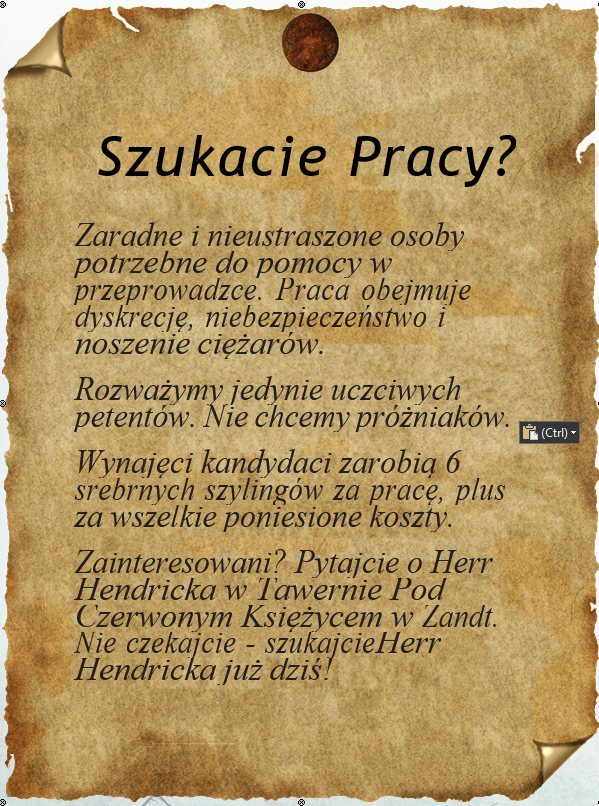 Szukacie Pracy?
Zaradne i nieustraszone osoby
potrzebne do pomocy w
przeprowadzce. Praca obejmuje
dyskrecję, niebezpieczeństwo i
noszenie ciężarów.
Rozważymy jedynie uczciwych
petentów. Nie chcemy próżniaków.
(Ctrl)
Wynajęci kandydaci zarobią 6
srebrnych szylingów za pracę, plus
za wszelkie poniesione koszty.
Zainteresowani? Pytajcie o Herr
Hendricka w Tawernie Pod
Czerwonym Księżycem w Zandt.
Nie czekajcie - szukajcieHerr
Hendricka już dziś!